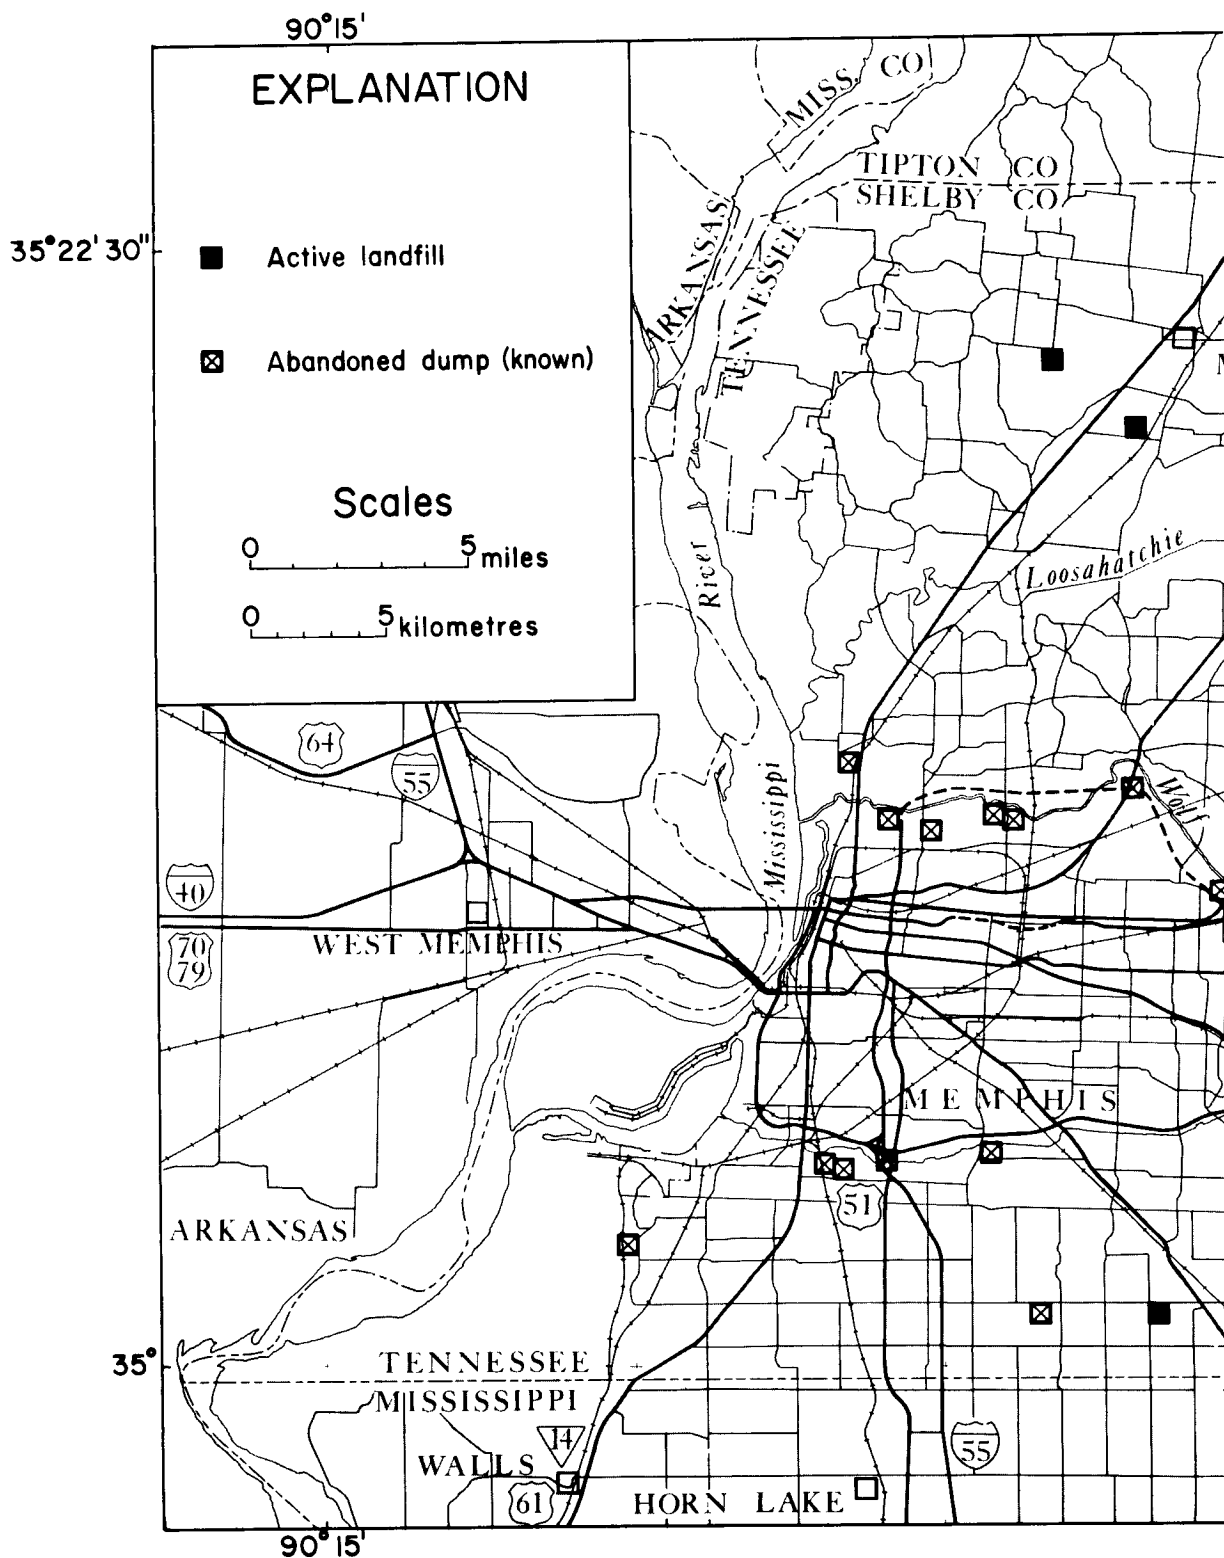 90°15'
EXPLANATION
MISS. CO
TIPTON CO
SHELBY CO
35°22'30"
Active landfill
ARKANSAS
TENNESSEE
Abandoned dump (known)
M
Scales
0 5 miles
0 5 kilometres
River
Loosahatchie
64
55
Mississippi
Wolf
40
70
79
WEST MEMPHIS
MEMPHIS
51
ARKANSAS
35°
TENNESSEE
MISSISSIPPI
14
WALLS
61
HORN LAKE
55
90°15'